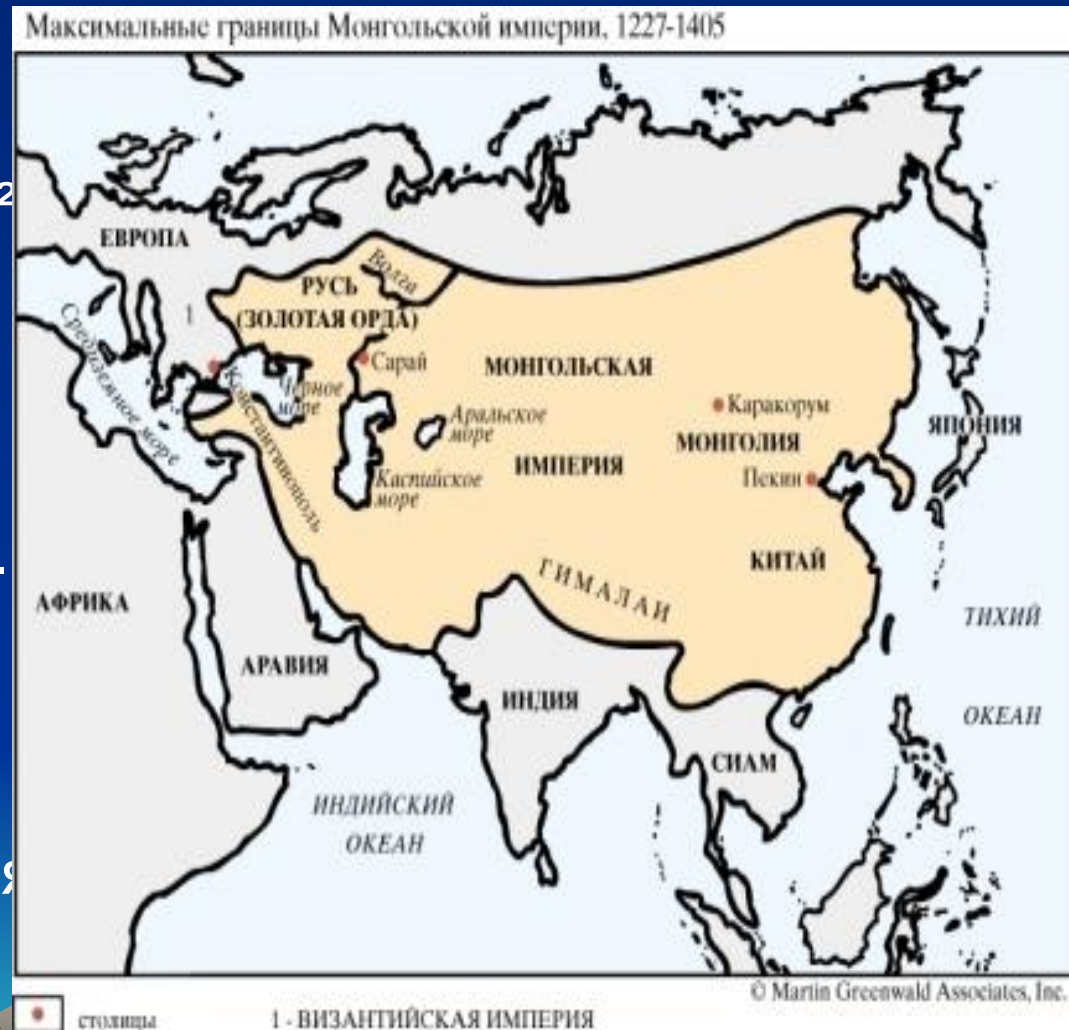 Максимальные границы Монгольской империи, 1227-1405
ЕВРОПА
Волга
РУСЬ
(ЗОЛОТАЯ ОРДА)
1
Средиземное море
Константинополь
Черное
море
Сарай
Аральское
море
Каспийское
море
МОНГОЛЬСКАЯ
ИМПЕРИЯ
Каракорум
МОНГОЛИЯ
Пекин
ЯПОНИЯ
КИТАЙ
ГИМАЛАИ
АФРИКА
АРАВИЯ
ИНДИЯ
СИАМ
ТИХИЙ
ОКЕАН
ИНДИЙСКИЙ
ОКЕАН
© Martin Greenwald Associates, Inc.
столицы
1 - ВИЗАНТИЙСКАЯ ИМПЕРИЯ